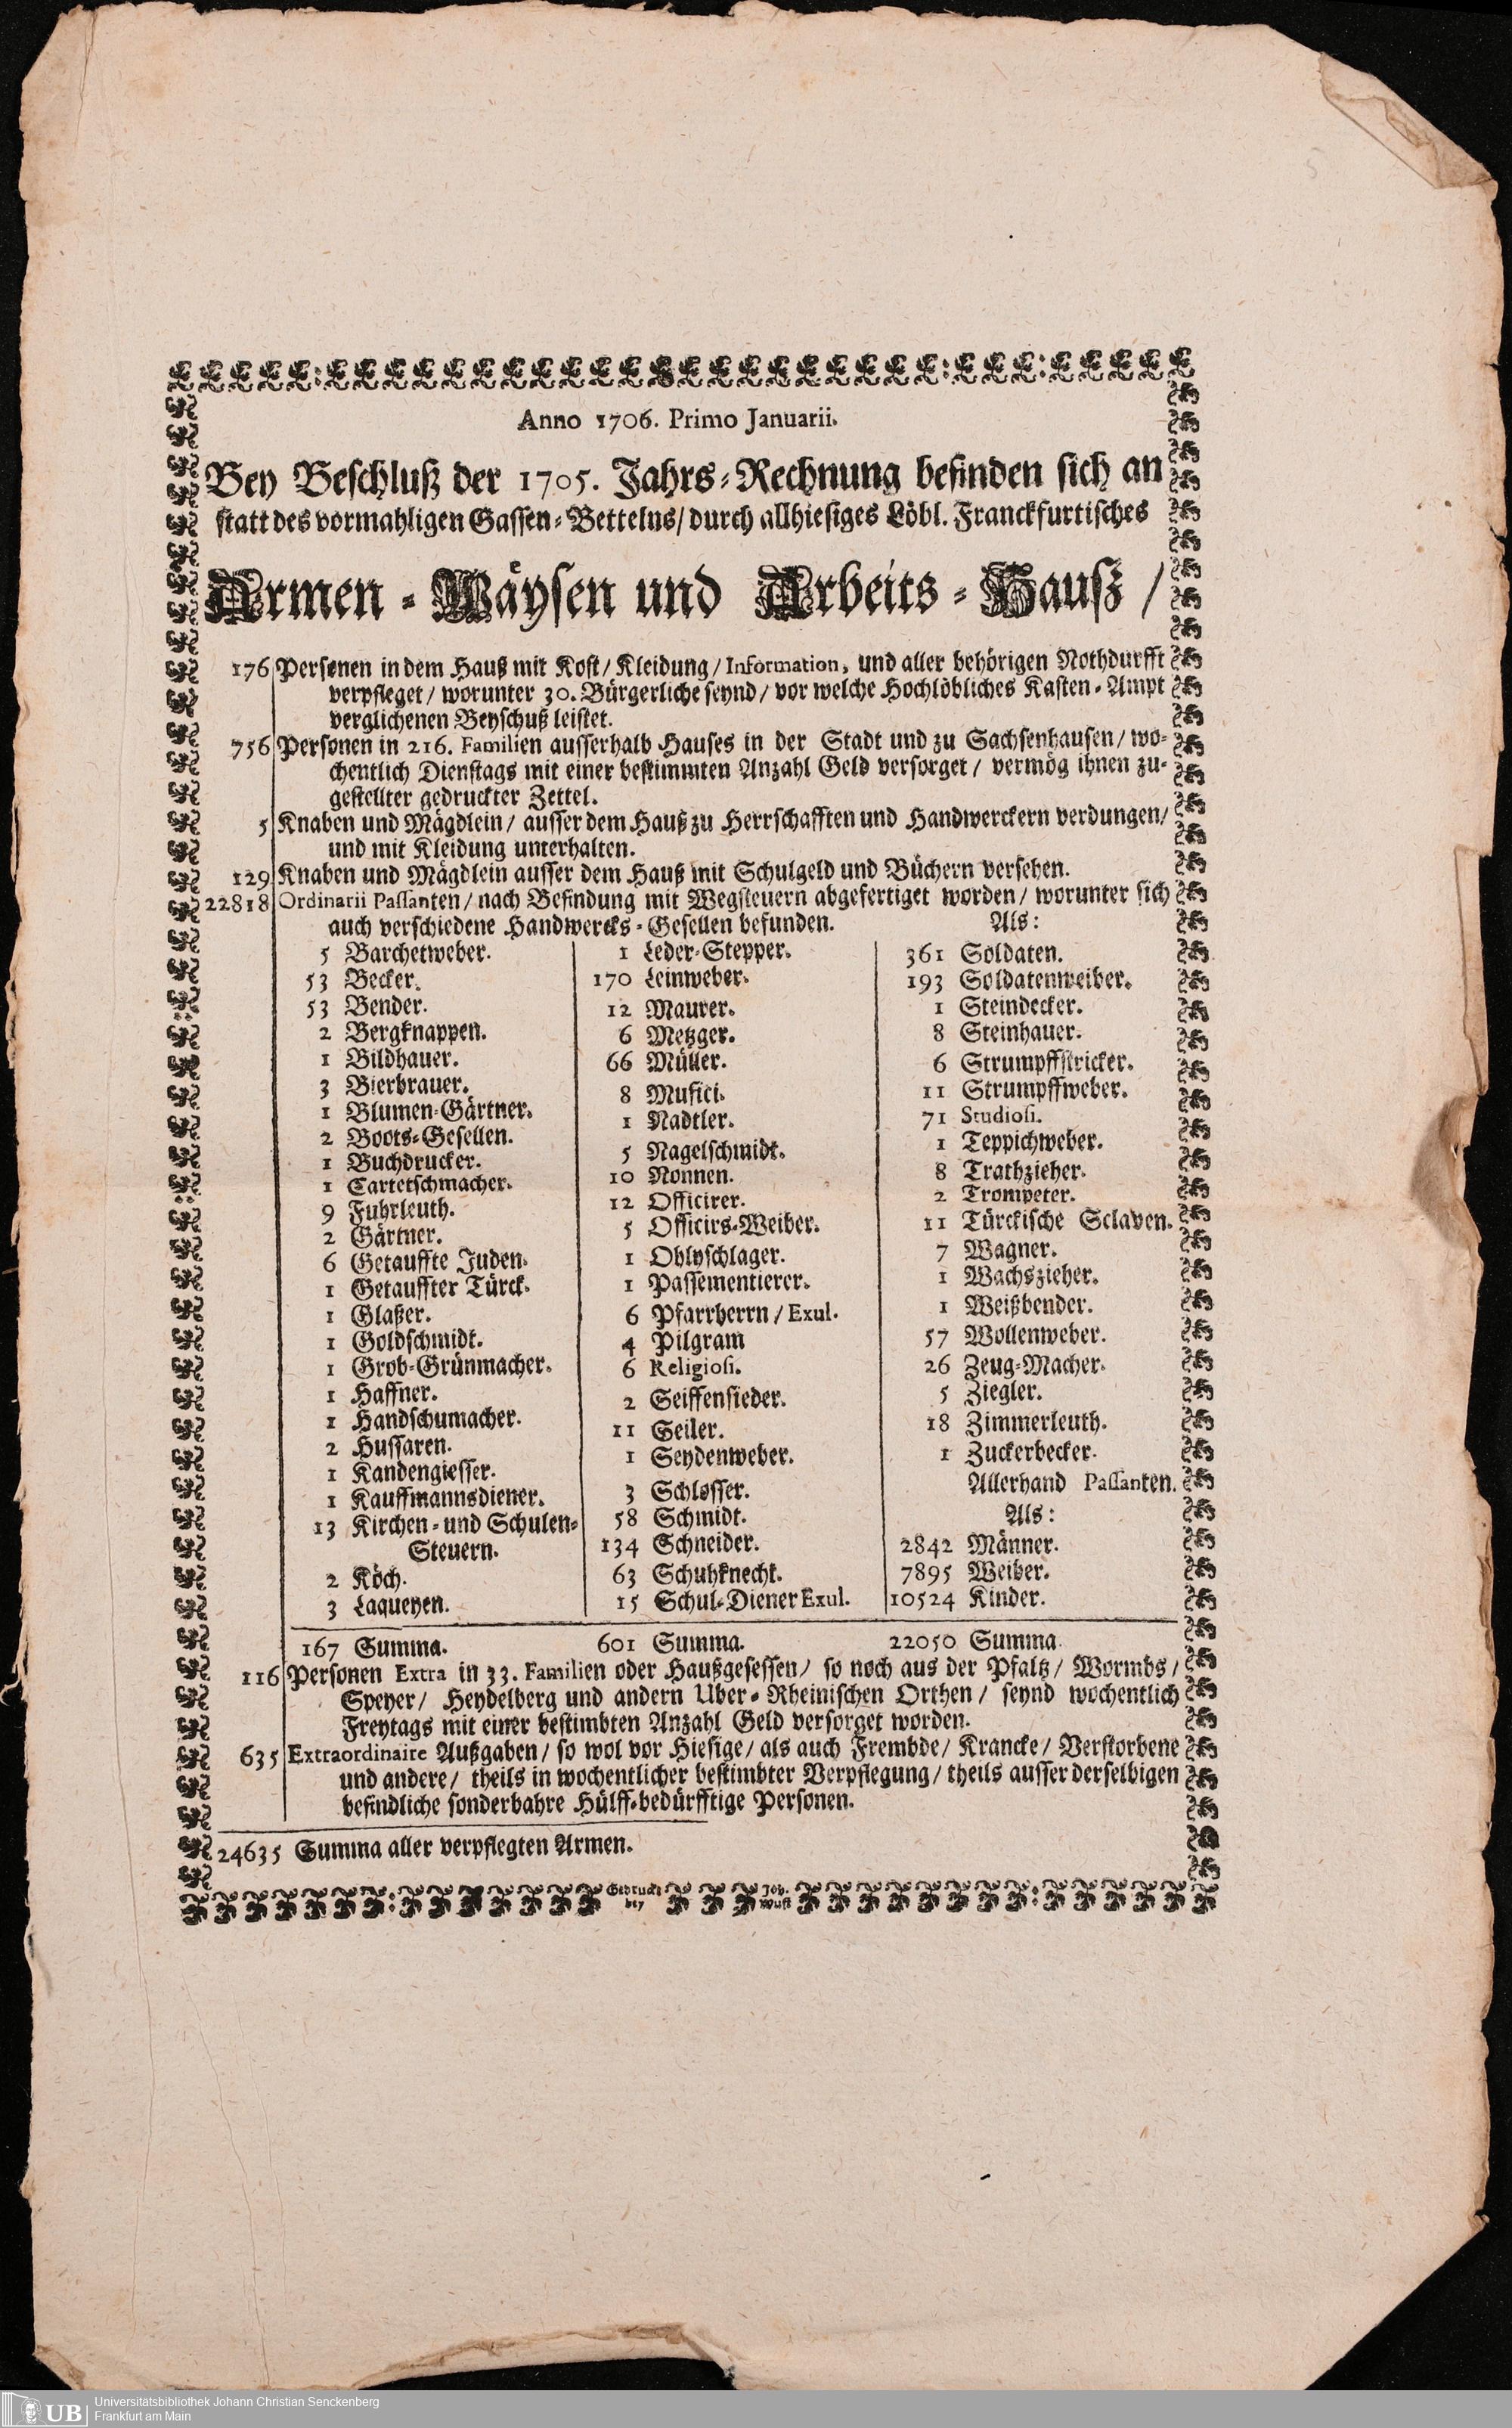 Anno 1706. Primo Januarii.
Bey Beschluß der 1705. Jahrs-Rechnung befinden sich an
statt des vormahligen Gassen-Bettelns/ durch allhiesiges Löbl. Franckfurtisches
Armen-Wäysen und Arbeits-Hauß/
176 Personen in dem Hauß mit Kost/ Kleidung/ Information, und aller behörigen Nothdurfft
verpfleget/ worunter 30. Bürgerliche seynd/ vor welche Hochlöbliches Kasten-Ampt
verglichenen Beyschuß leistet.
756 Personen in 216. Familien ausserhalb Hauses in der Stadt und zu Sachsenhausen/ wo-
chentlich Dienstags mit einer bestimmten Anzahl Geld versorget/ vermög ihnen zu-
gestellter gedruckter Zettel.
5 Knaben und Mägdlein/ ausser dem Hauß zu Herrschafften und Handwerckern verdungen/
und mit Kleidung unterhalten.
129 Knaben und Mägdlein ausser dem Hauß mit Schulgeld und Büchern versehen.
22818 Ordinarii Passanten/ nach Befindung mit Wegsteuern abgefertiget worden/ worunter sich
auch verschiedene Handwercks-Gesellen befunden. Als:
5 Barchetweber.
53 Becker.
53 Bender.
2 Bergknappen.
1 Bildhauer.
3 Bierbrauer.
1 Blumen-Gärtner.
2 Boots-Gesellen.
1 Buchdrucker.
1 Cartetschmacher.
9 Fuhrleuth.
2 Gärtner.
6 Getauffte Juden.
1 Getauffter Türck.
1 Glaßer.
1 Goldschmidt.
1 Grob-Grünmacher.
1 Haffner.
1 Handschumacher.
2 Hussaren.
1 Kandengiesser.
1 Kauffmannsdiener.
13 Kirchen- und Schulen-
Steuern.
2 Köch.
3 Laqueyen.
167 Summa.
1 Leder-Stepper.
170 Leinweber.
12 Maurer.
6 Metzger.
66 Müller.
8 Musici.
1 Nadtler.
5 Nagelschmidt.
10 Nonnen.
12 Officirer.
5 Officirs-Weiber.
1 Ohlyschlager.
1 Passementierer.
6 Pfarrherrn/ Exul.
4 Pilgram
6 Religiosi.
2 Seiffensieder.
11 Seiler.
1 Seydenweber.
3 Schlosser.
58 Schmidt.
134 Schneider.
63 Schuhknecht.
15 Schul-Diener Exul.
601 Summa.
361 Soldaten.
193 Soldatenweiber.
1 Steindecker.
8 Steinhauer.
6 Strumpffstricker.
11 Strumpffweber.
71 Studiosi.
1 Teppichweber.
8 Trathzieher.
2 Trompeter.
11 Türckische Sclaven.
7 Wagner.
1 Wachszieher.
1 Weißbender.
57 Wollenweber.
26 Zeug-Macher.
5 Ziegler.
18 Zimmerleuth.
1 Zuckerbecker.
Allerhand Passanten.
Als:
2842 Männer.
7895 Weiber.
10524 Kinder.
22050 Summa.
116 Personen Extra in 33. Familien oder Haußgesessen/ so noch aus der Pfaltz/ Wormbs/
Speyer/ Heydelberg und andern Uber-Rheinischen Orthen/ seynd wochentlich
Freytags mit einer bestimbten Anzahl Geld versorget worden.
635 Extraordinaire Außgaben/ so wol vor Hiesige/ als auch Frembde/ Krancke/ Verstorbene
und andere/ theils in wochentlicher bestimbter Verpflegung/ theils ausser derselbigen
befindliche sonderbahre Hülff-bedürfftige Personen.
24635 Summa aller verpflegten Armen.
Gedruckt bey Joh. Wust
UB Universitätsbibliothek Johann Christian Senckenberg
Frankfurt am Main